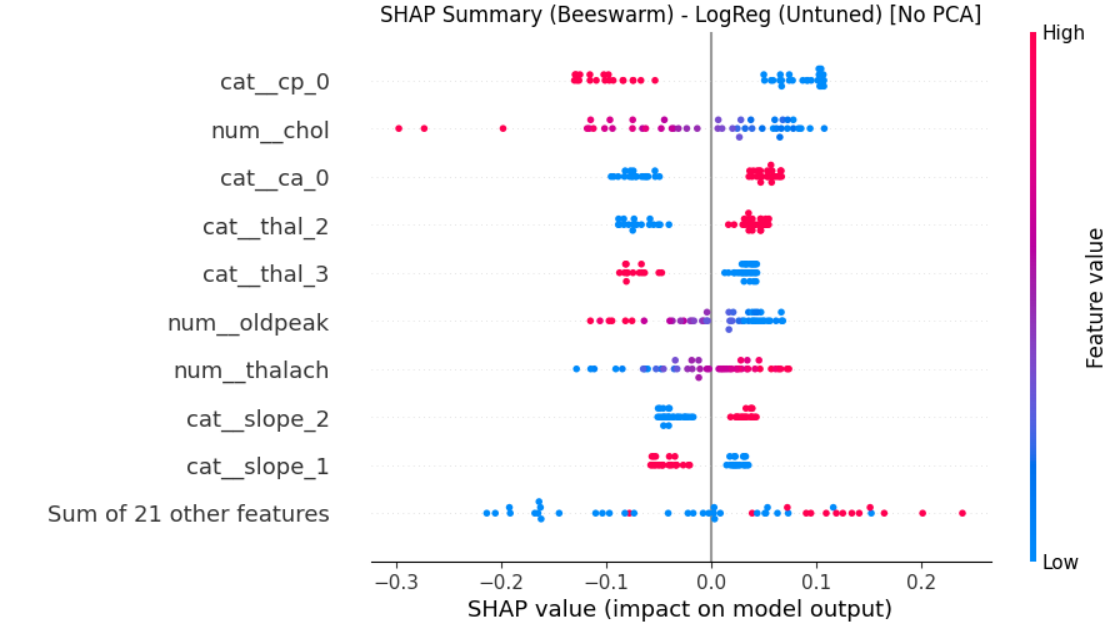 SHAP Summary (Beeswarm) - LogReg (Untuned) [No PCA]
High
cat__cp_0
num__chol
cat__ca_0
cat__thal_2
cat__thal_3
num__oldpeak
num__thalach
cat__slope_2
cat__slope_1
Sum of 21 other features
Feature value
Low
−0.3 −0.2 −0.1 0.0 0.1 0.2
SHAP value (impact on model output)